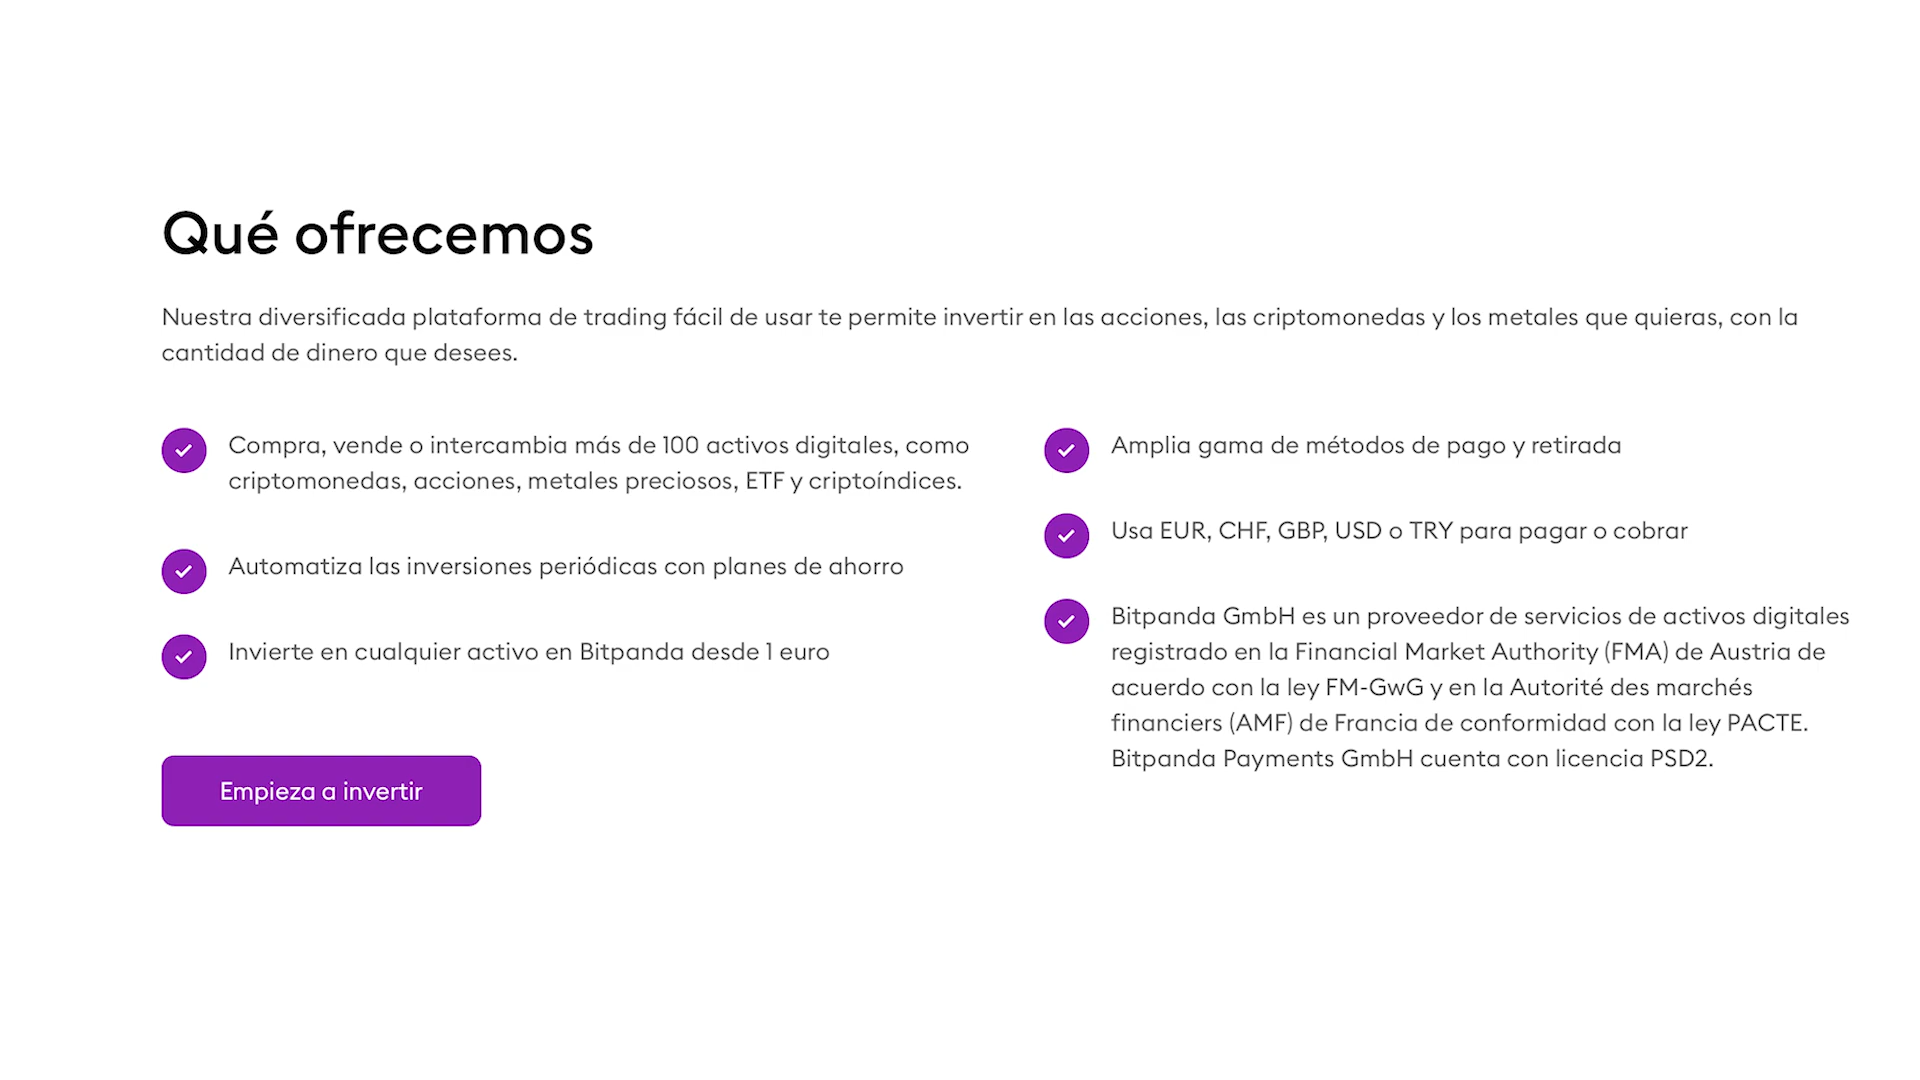 Qué ofrecemos
Nuestra diversificada plataforma de trading fácil de usar te permite invertir en las acciones, las criptomonedas y los metales que quieras, con la
cantidad de dinero que desees.
Compra, vende o intercambia más de 100 activos digitales, como
criptomonedas, acciones, metales preciosos, ETF y criptoíndices.
Automatiza las inversiones periódicas con planes de ahorro
Invierte en cualquier activo en Bitpanda desde 1 euro
Empieza a invertir
Amplia gama de métodos de pago y retirada
Usa EUR, CHF, GBP, USD o TRY para pagar o cobrar
Bitpanda GmbH es un proveedor de servicios de activos digitales
registrado en la Financial Market Authority (FMA) de Austria de
acuerdo con la ley FM-GwG y en la Autorité des marchés
financiers (AMF) de Francia de conformidad con la ley PACTE.
Bitpanda Payments GmbH cuenta con licencia PSD2.